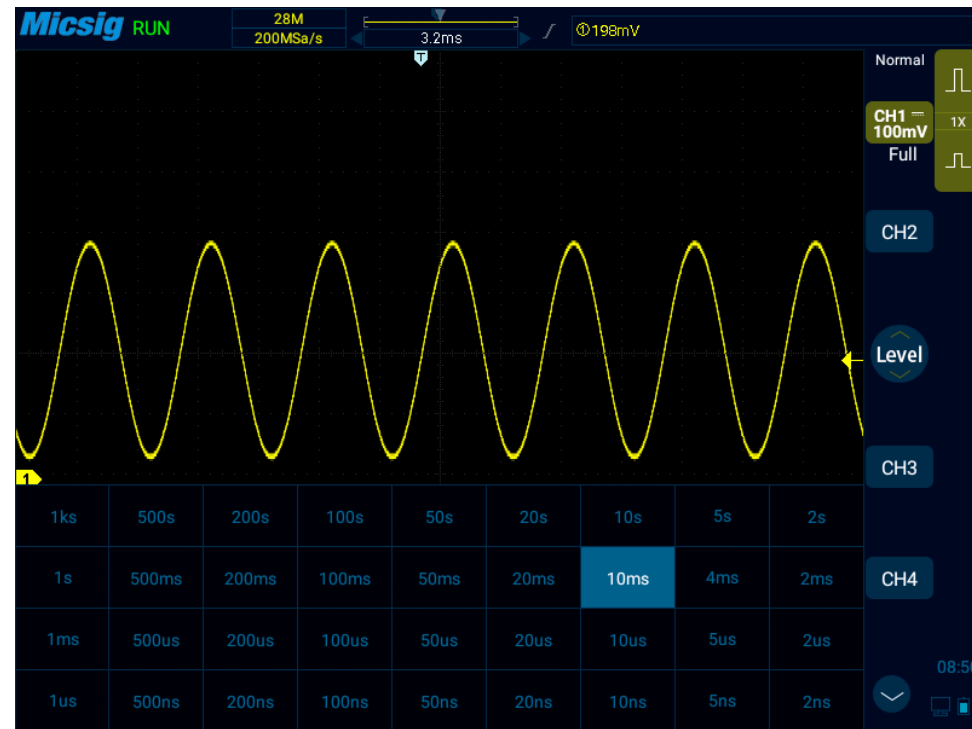 Micsig RUN
28M
200MSa/s
3.2ms
①198mV
T
Normal
CH1
100mV
1X
Full
CH2
Level
CH3
1
1ks 500s 200s 100s 50s 20s 10s 5s 2s
1s 500ms 200ms 100ms 50ms 20ms 10ms 4ms 2ms
CH4
1ms 500us 200us 100us 50us 20us 10us 5us 2us
1us 500ns 200ns 100ns 50ns 20ns 10ns 5ns 2ns